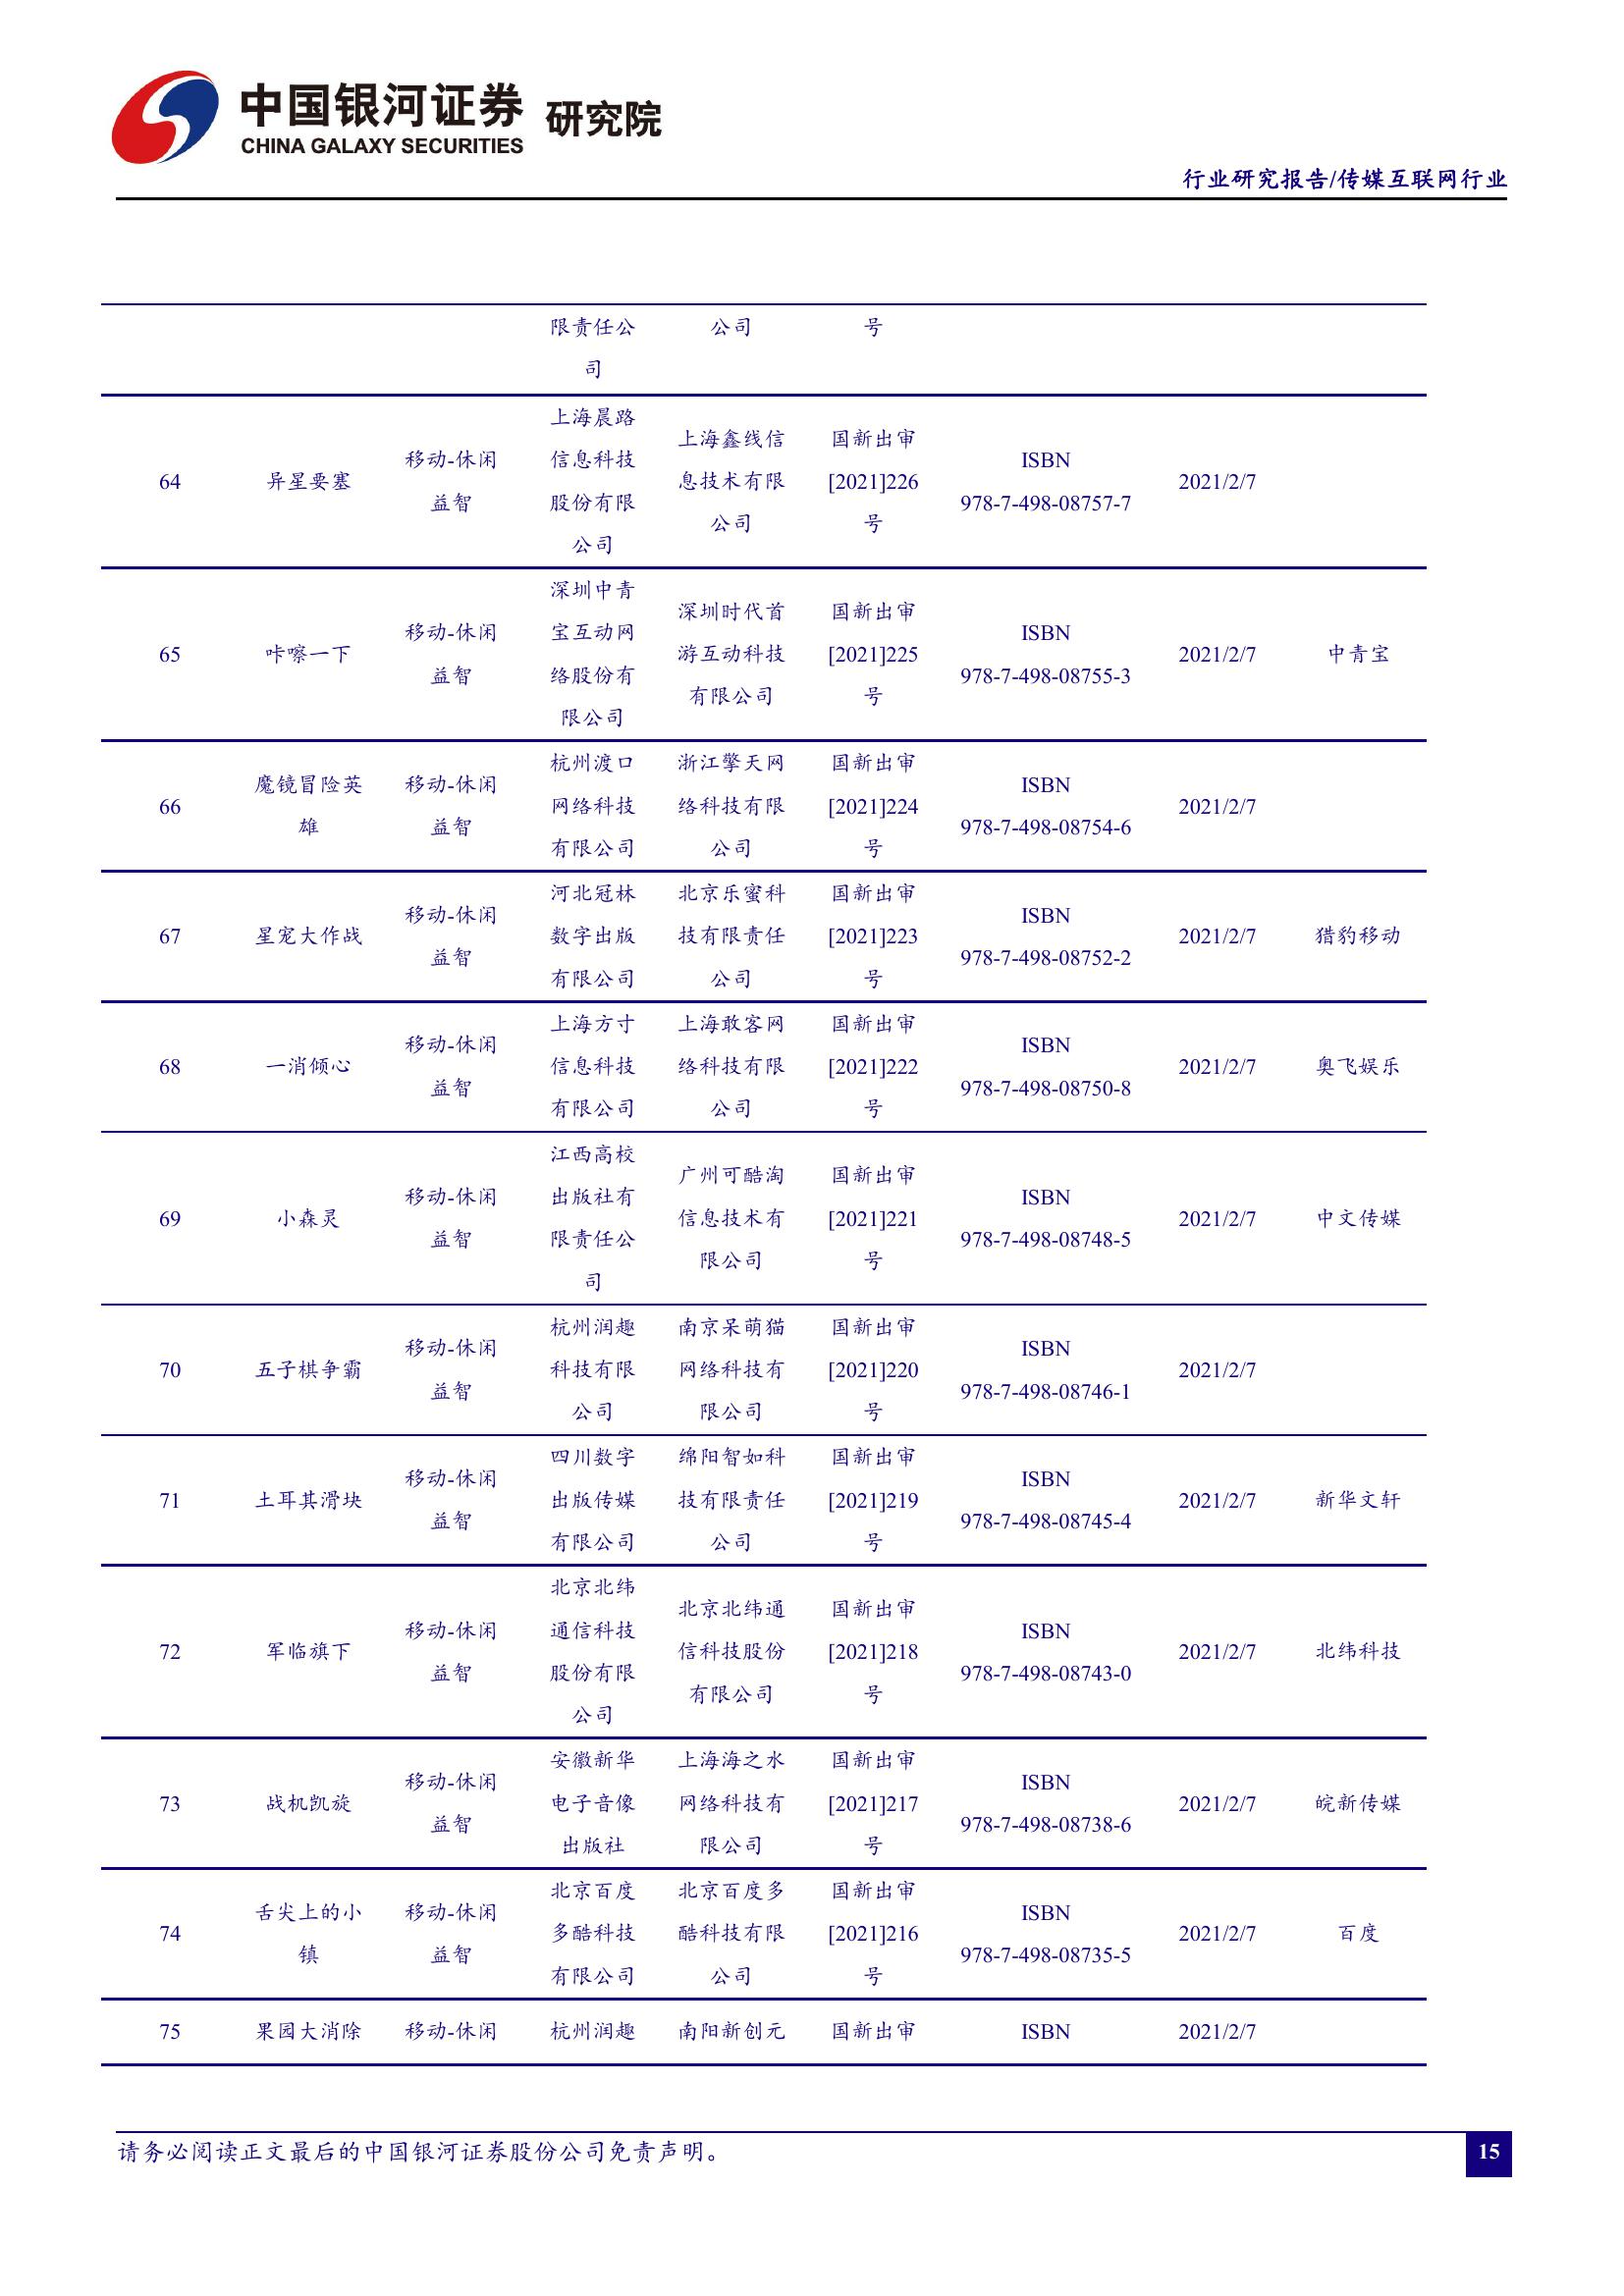 中国银河证券 研究院
CHINA GALAXY SECURITIES
行业研究报告/传媒互联网行业
限责任公 公司 号
司
64 异星要塞 移动-休闲益智 上海晨路信息科技股份有限公司 上海鑫线信息技术有限公司 国新出审[2021]226号 ISBN 978-7-498-08757-7 2021/2/7
65 咔嚓一下 移动-休闲益智 深圳中青宝互动网络股份有限公司 深圳时代首游互动科技有限公司 国新出审[2021]225号 ISBN 978-7-498-08755-3 2021/2/7 中青宝
66 魔镜冒险英雄 移动-休闲益智 杭州渡口网络科技有限公司 浙江擎天网络科技有限公司 国新出审[2021]224号 ISBN 978-7-498-08754-6 2021/2/7
67 星宠大作战 移动-休闲益智 河北冠林数字出版有限公司 北京乐蜜科技有限责任公司 国新出审[2021]223号 ISBN 978-7-498-08752-2 2021/2/7 猎豹移动
68 一消倾心 移动-休闲益智 上海方寸信息科技有限公司 上海敢客网络科技有限公司 国新出审[2021]222号 ISBN 978-7-498-08750-8 2021/2/7 奥飞娱乐
69 小森灵 移动-休闲益智 江西高校出版社有限责任公司 广州可酷淘信息技术有限公司 国新出审[2021]221号 ISBN 978-7-498-08748-5 2021/2/7 中文传媒
70 五子棋争霸 移动-休闲益智 杭州润趣科技有限公司 南京呆萌猫网络科技有限公司 国新出审[2021]220号 ISBN 978-7-498-08746-1 2021/2/7
71 土耳其滑块 移动-休闲益智 四川数字出版传媒有限公司 绵阳智如科技有限责任公司 国新出审[2021]219号 ISBN 978-7-498-08745-4 2021/2/7 新华文轩
72 军临旗下 移动-休闲益智 北京北纬通信科技股份有限公司 北京北纬通信科技股份有限公司 国新出审[2021]218号 ISBN 978-7-498-08743-0 2021/2/7 北纬科技
73 战机凯旋 移动-休闲益智 安徽新华电子音像出版社 上海海之水网络科技有限公司 国新出审[2021]217号 ISBN 978-7-498-08738-6 2021/2/7 皖新传媒
74 舌尖上的小镇 移动-休闲益智 北京百度多酷科技有限公司 北京百度多酷科技有限公司 国新出审[2021]216号 ISBN 978-7-498-08735-5 2021/2/7 百度
75 果园大消除 移动-休闲 杭州润趣 南阳新创元 国新出审 ISBN 2021/2/7
请务必阅读正文最后的中国银河证券股份公司免责声明。
15